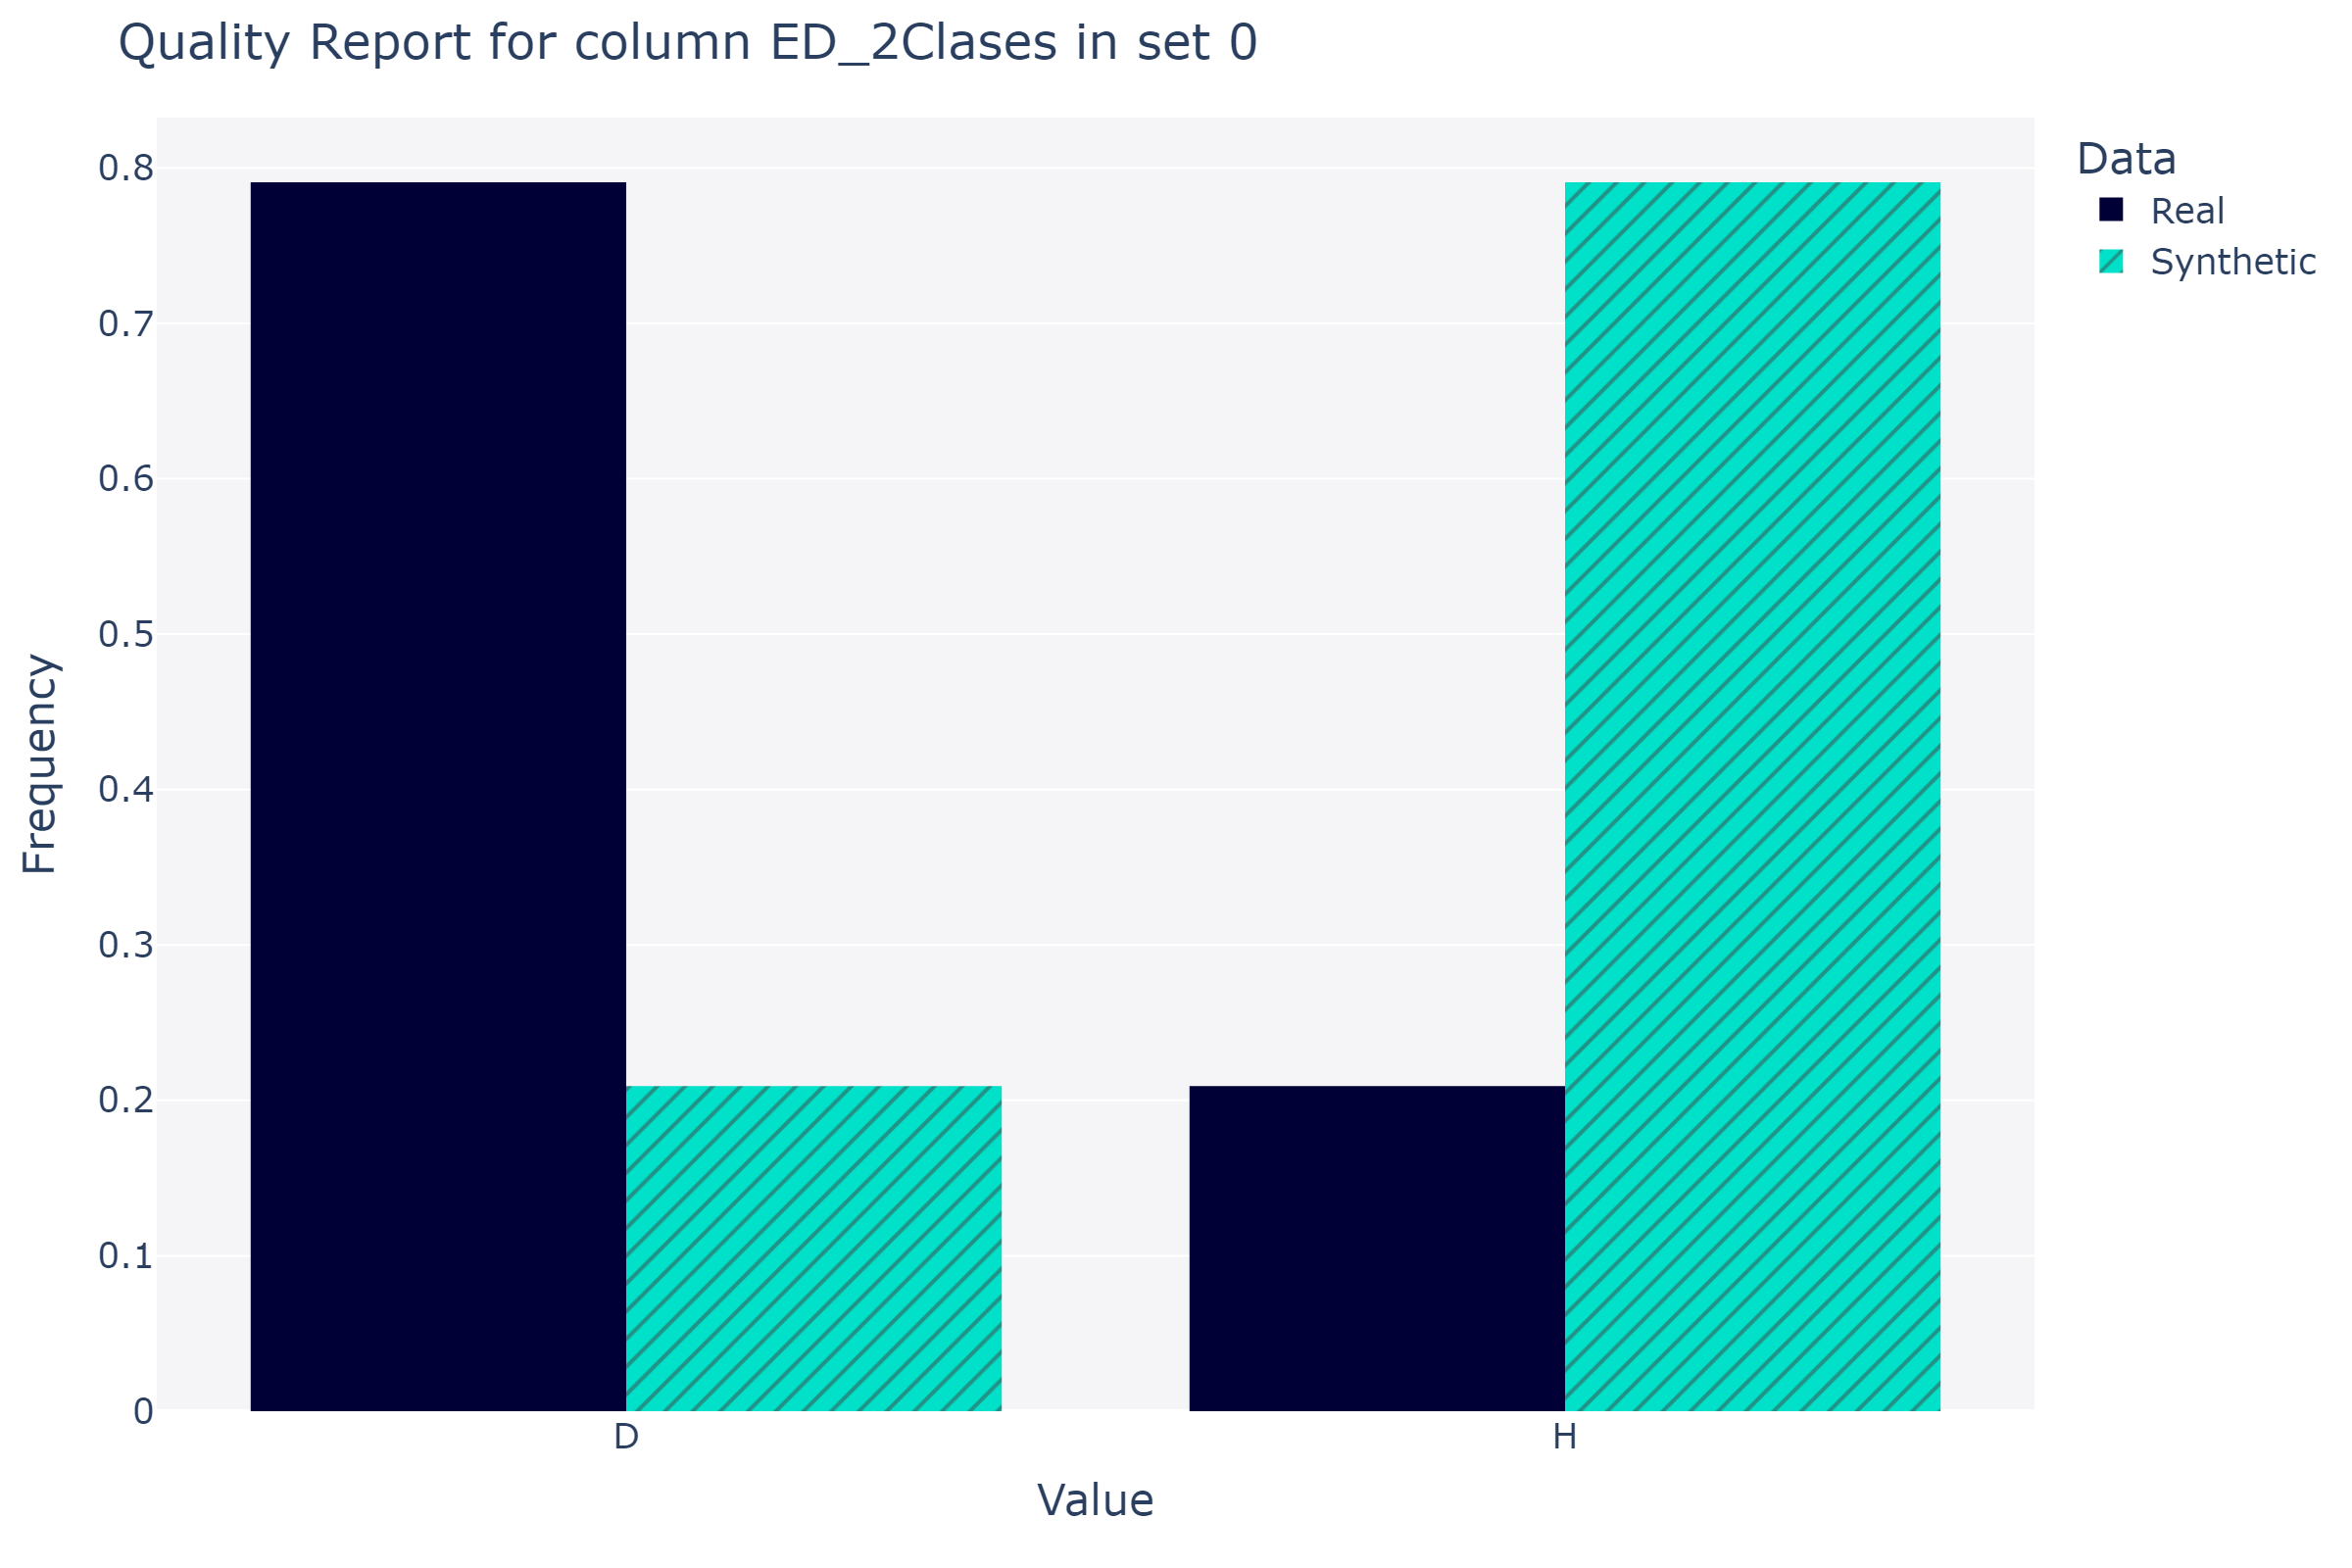 Quality Report for column ED_2Clases in set 0
Data
Real
Synthetic
0.8
0.7
0.6
0.5
0.4
0.3
0.2
0.1
0
Frequency
D
H
Value